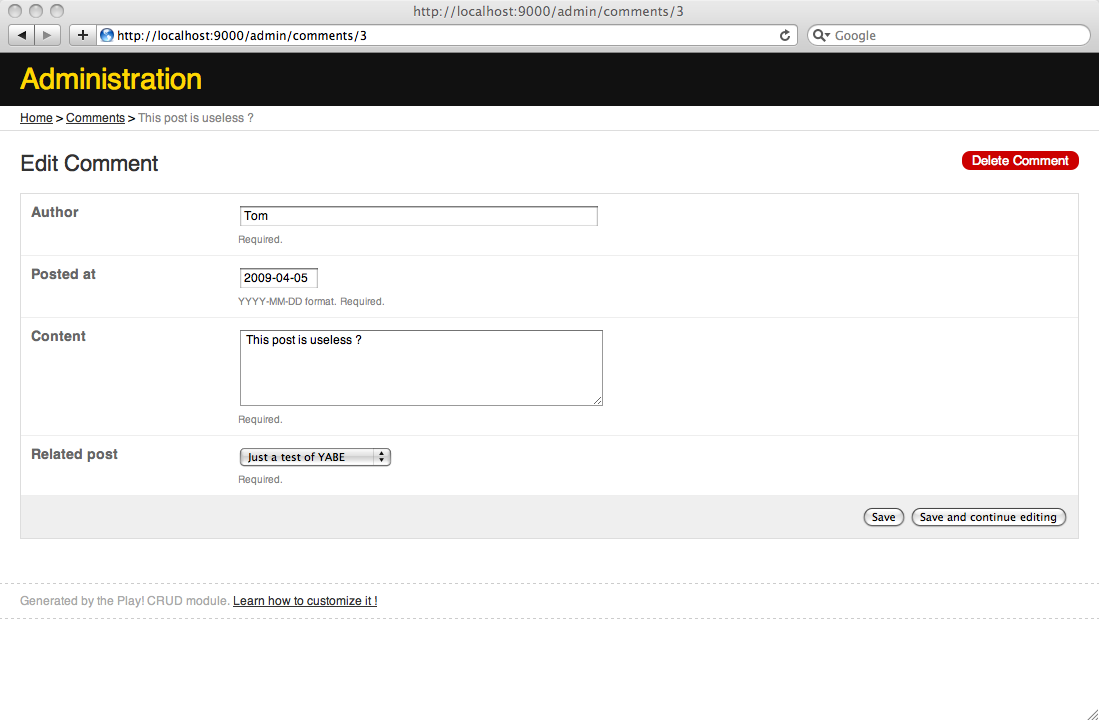 http://localhost:9000/admin/comments/3
http://localhost:9000/admin/comments/3
Google
Administration
Home > Comments > This post is useless ?
Edit Comment
Delete Comment
Author
Tom
Required.
Posted at
2009-04-05
YYYY-MM-DD format. Required.
Content
This post is useless ?
Required.
Related post
Just a test of YABE
Required.
Save
Save and continue editing
Generated by the Play! CRUD module. Learn how to customize it !